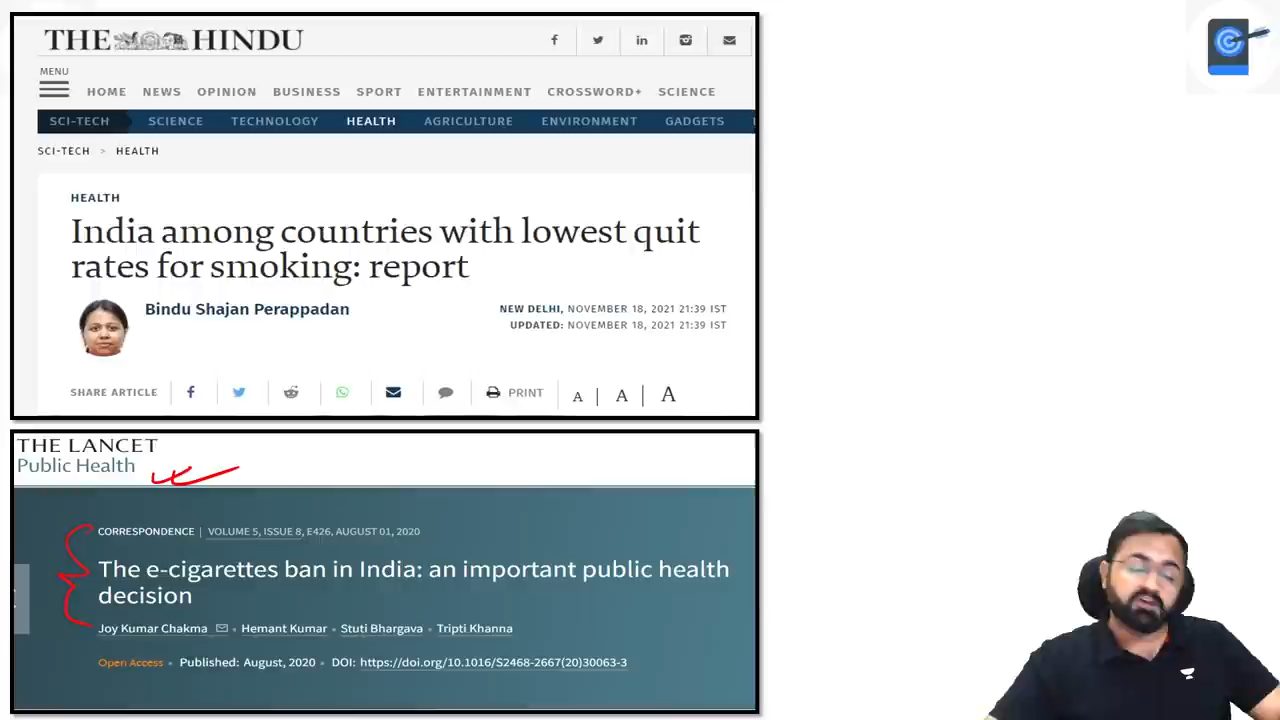 THE HINDU
MENU
HOME NEWS OPINION BUSINESS SPORT ENTERTAINMENT CROSSWORD+ SCIENCE
SCI-TECH SCIENCE TECHNOLOGY HEALTH AGRICULTURE ENVIRONMENT GADGETS
SCI-TECH > HEALTH
HEALTH
India among countries with lowest quit
rates for smoking: report
Bindu Shajan Perappadan
NEW DELHI, NOVEMBER 18, 2021 21:39 IST
UPDATED: NOVEMBER 18, 2021 21:39 IST
SHARE ARTICLE PRINT A | A | A
THE LANCET
Public Health
CORRESPONDENCE | VOLUME 5, ISSUE 8, E426, AUGUST 01, 2020
The e-cigarettes ban in India: an important public health
decision
Joy Kumar Chakma • Hemant Kumar • Stuti Bhargava • Tripti Khanna
Open Access • Published: August, 2020 • DOI: https://doi.org/10.1016/S2468-2667(20)30063-3